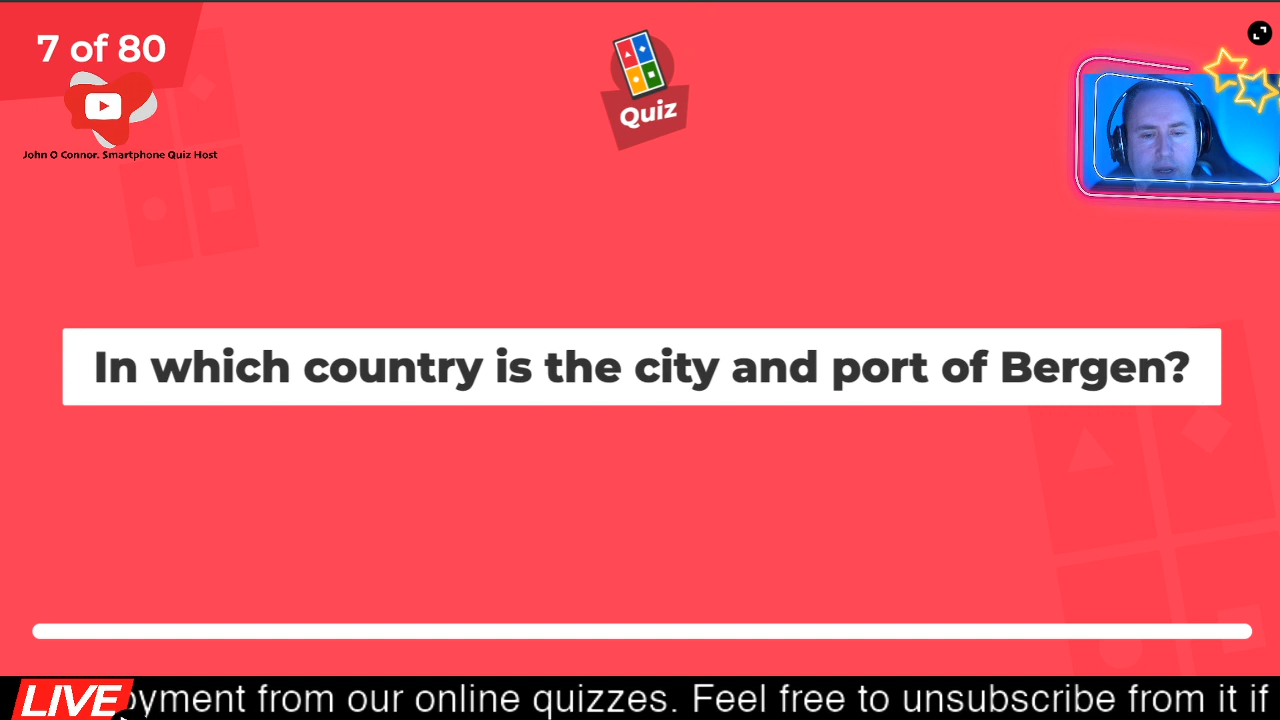 7 of 80
John O Connor. Smartphone Quiz Host
Quiz
In which country is the city and port of Bergen?
LIVE
from our online quizzes. Feel free to unsubscribe from it if